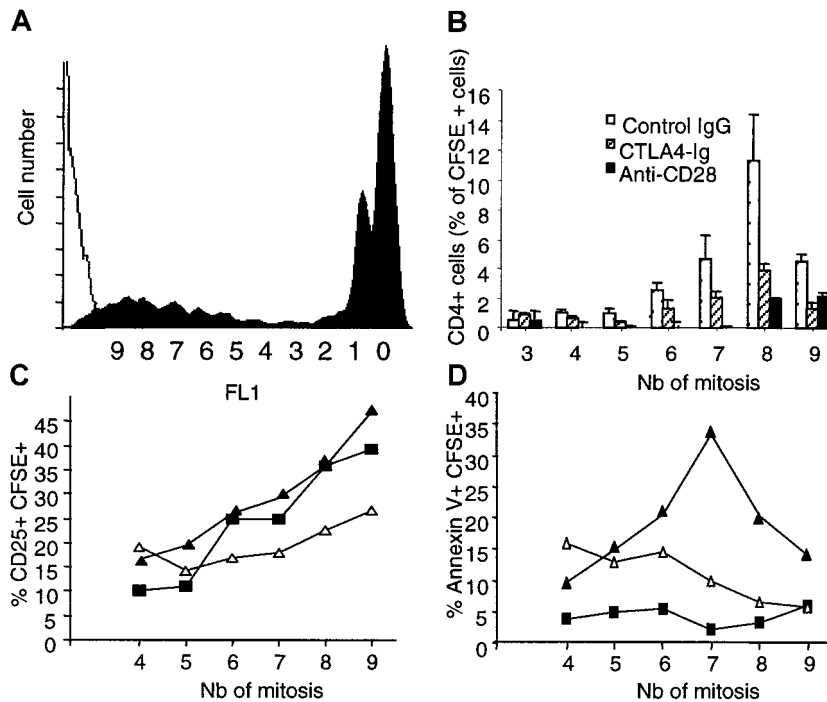 A
Cell number
9 8 7 6 5 4 3 2 1 0
FL1
B
CD4+ cells (% of CFSE + cells)
16
14
12
10
8
6
4
2
0
Control IgG
CTLA4-Ig
Anti-CD28
3 4 5 6 7 8 9
Nb of mitosis
C
% CD25+ CFSE+
45
40
35
30
25
20
15
10
5
0
4 5 6 7 8 9
Nb of mitosis
D
% Annexin V+ CFSE+
40
35
30
25
20
15
10
5
0
4 5 6 7 8 9
Nb of mitosis